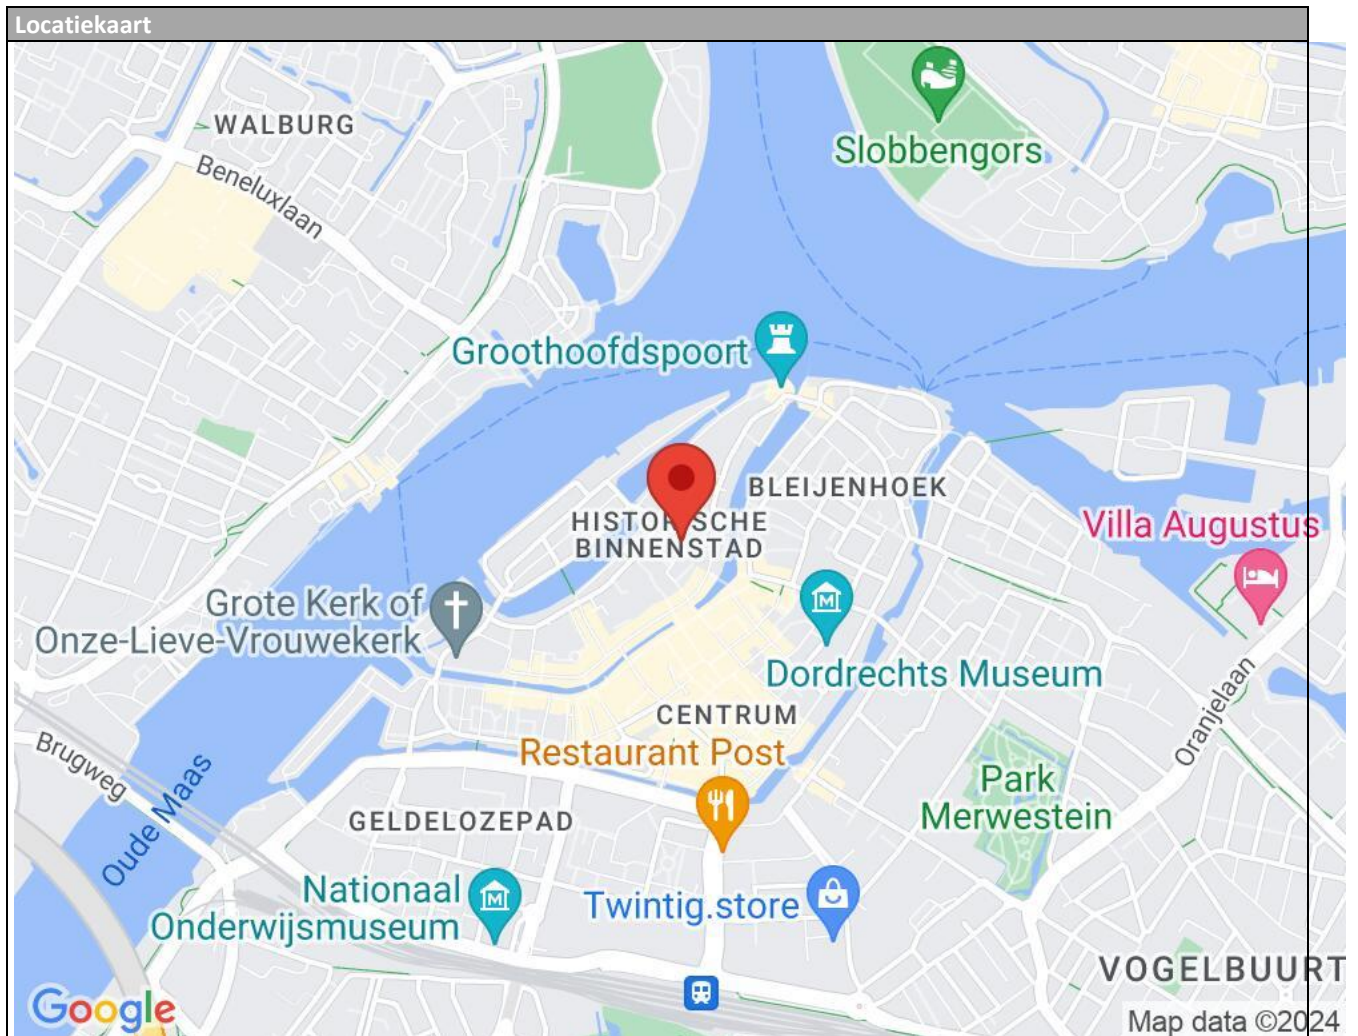 Locatiekaart
WALBURG
Beneluxlaan
Slobbengors
Groothoofdspoort
BLEIJENHOEK
HISTORISCHE
BINNENSTAD
Villa Augustus
Grote Kerk of
Onze-Lieve-Vrouwekerk
M
Dordrechts Museum
CENTRUM
Restaurant Post
Oranjelaan
Brugweg
Oude Maas
Park
Merwestein
GELDELOZEPAD
Nationaal
Onderwijsmuseum
M
Twintig.store
VOGELBUURT
Google
Map data ©2024